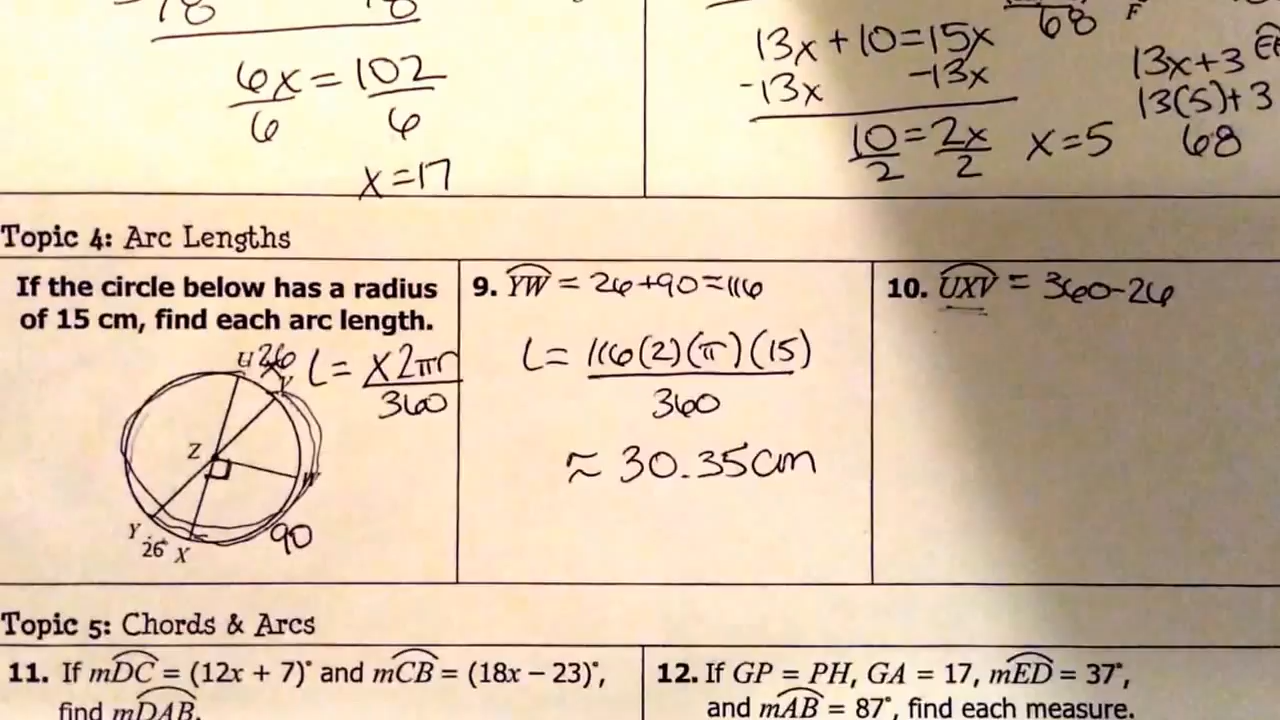 6x = 102
6 6
x = 17
68
F
13x + 10 = 15x
-13x -13x
10 = 2x
2 2
x = 5
13x + 3
13(5) + 3
68
Topic 4: Arc Lengths
If the circle below has a radius
of 15 cm, find each arc length.
U 26
V
L = x2πr
360
Z
W
Y
26°
X
90
9. YW = 26+90=116
L = 116(2)(π)(15)
360
≈ 30.35cm
10. UXV = 360-26
Topic 5: Chords & Arcs
11. If mDC = (12x + 7)° and mCB = (18x – 23)°,
find mDAB.
12. If GP = PH, GA = 17, mED = 37°,
and mAB = 87°, find each measure.